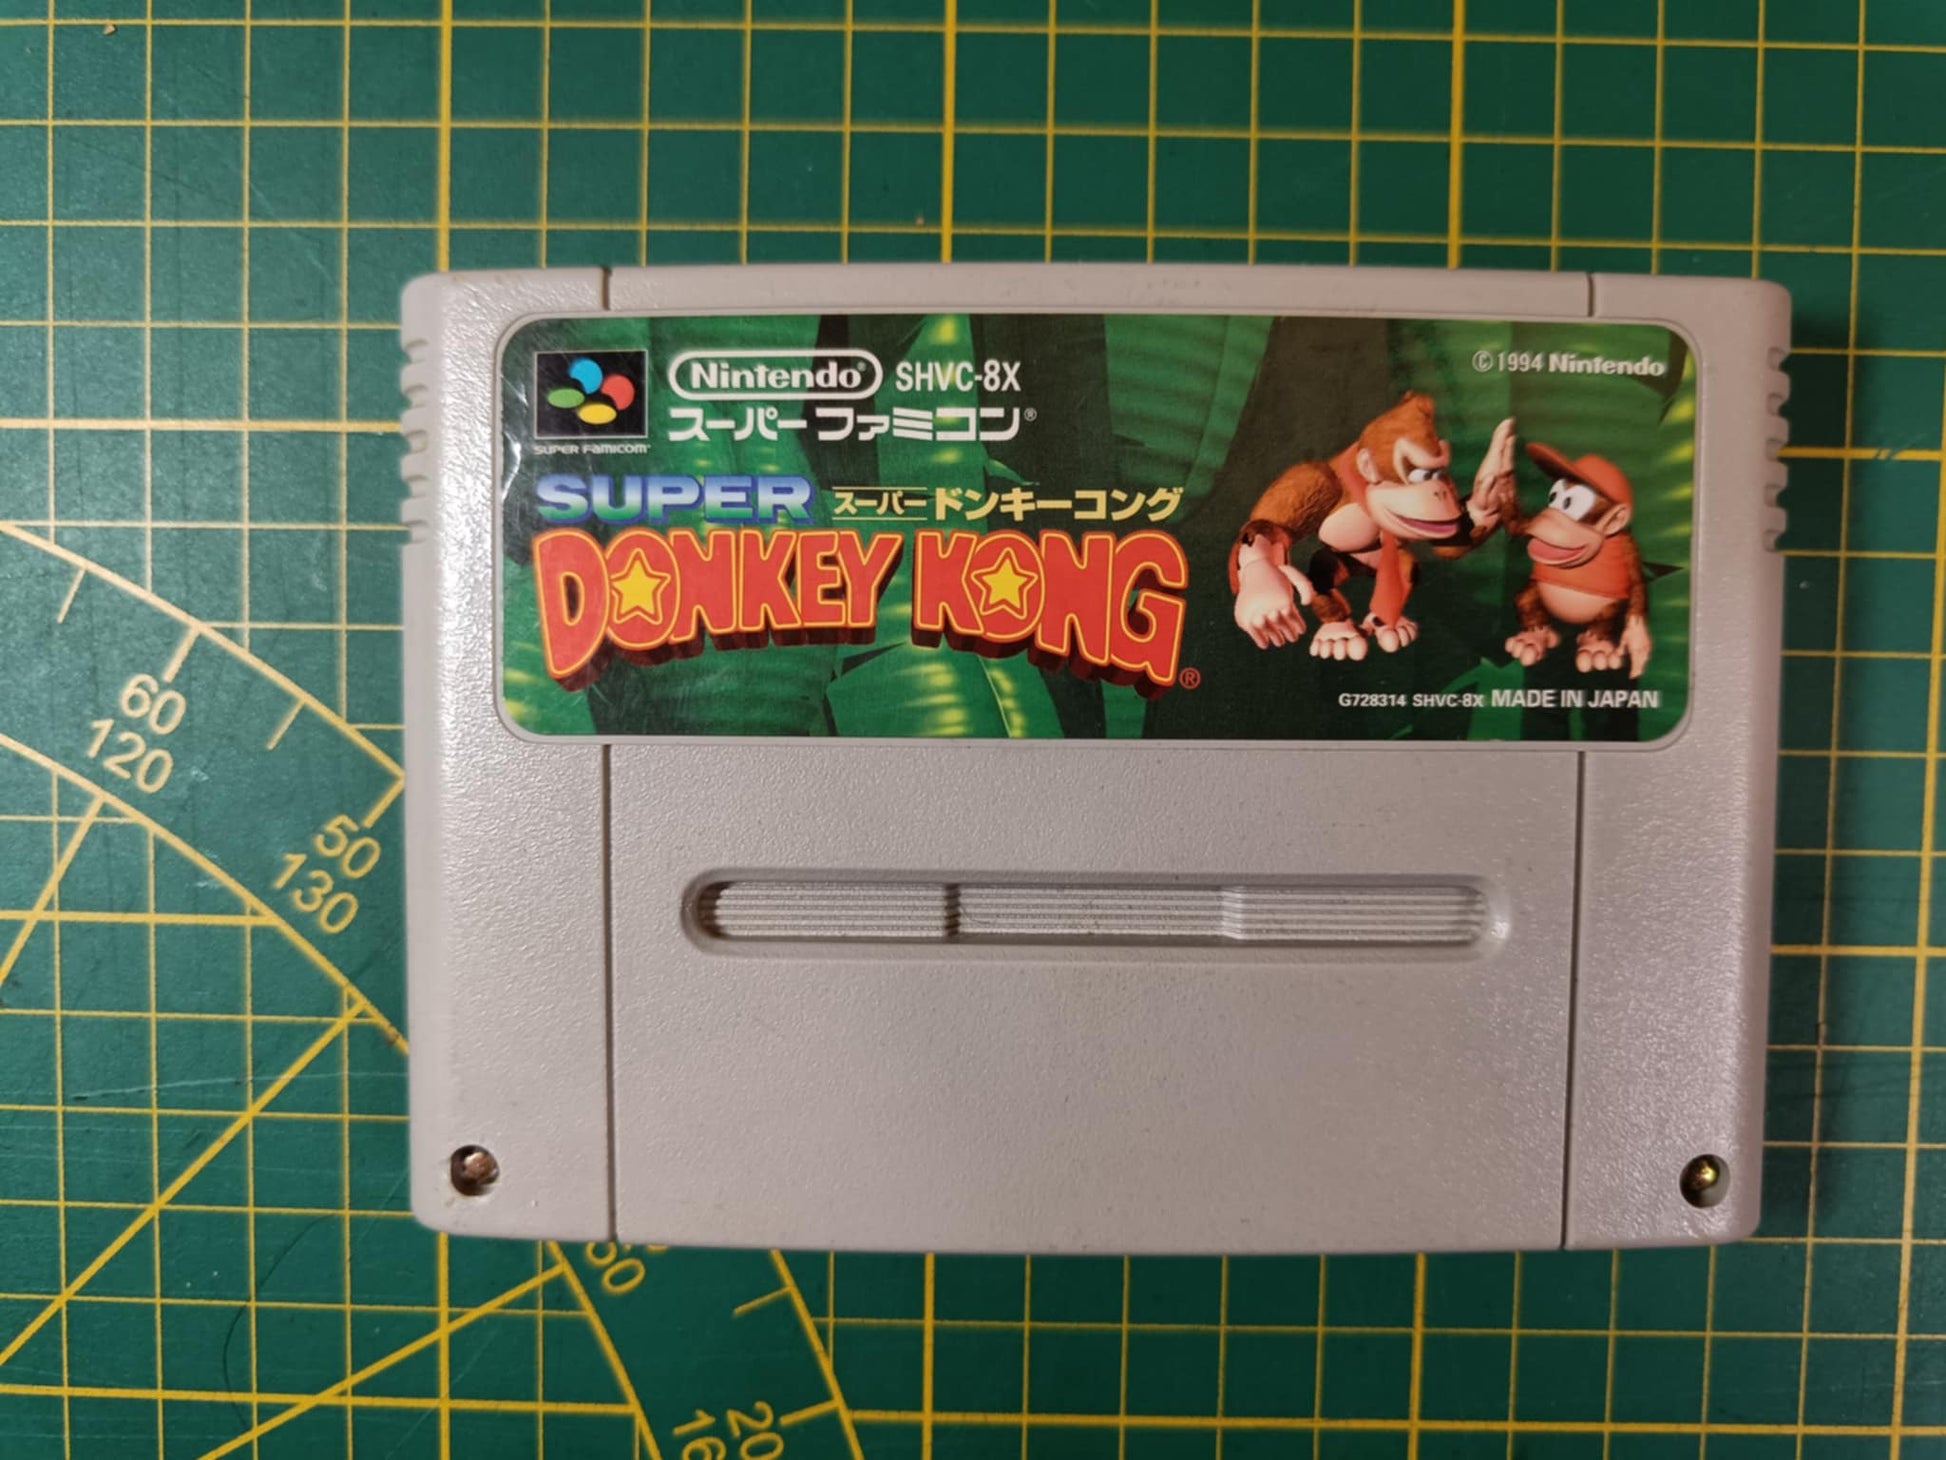 Nintendo® SHVC-8X
スーパーファミコン®
SUPER FAMICOM
© 1994 Nintendo
SUPER スーパードンキーコング
DONKEY KONG®
G728314 SHVC-8X MADE IN JAPAN
60
120
50
130
20